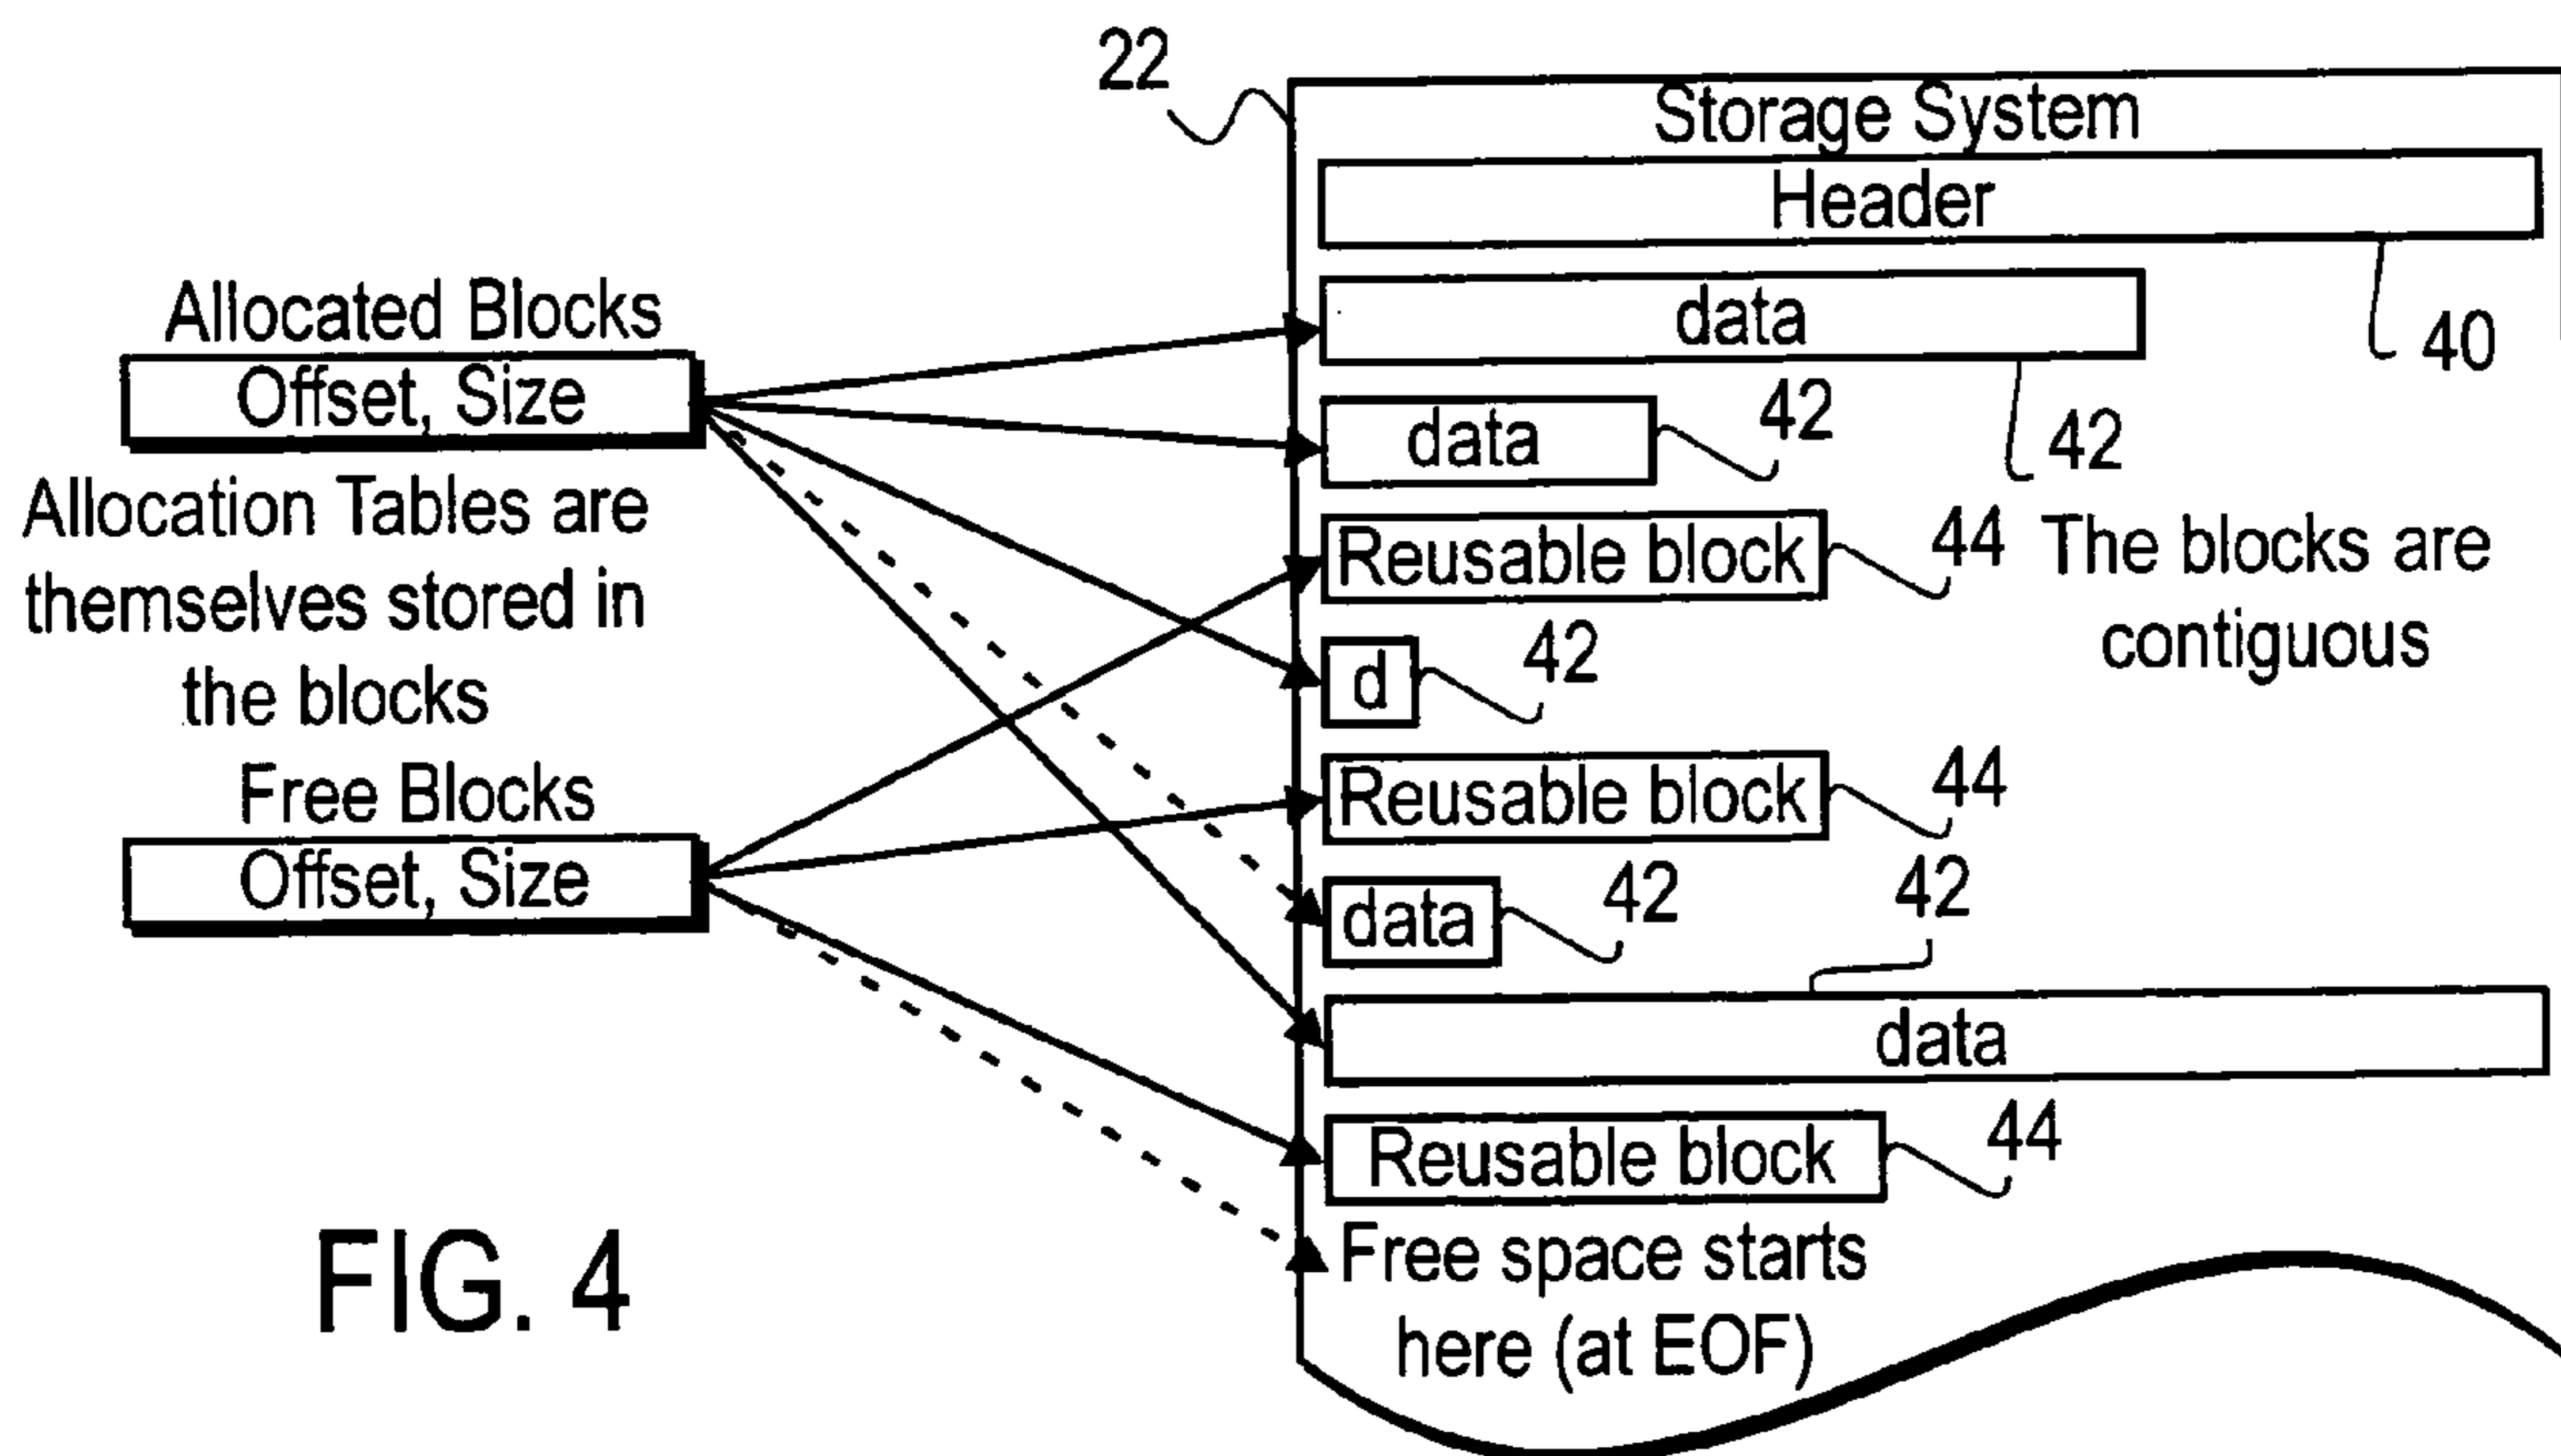 22
Storage System
Header
40
Allocated Blocks
Offset, Size
data
42
data
42
Allocation Tables are
themselves stored in
the blocks
Reusable block
44
The blocks are
contiguous
d
42
Free Blocks
Offset, Size
Reusable block
44
data
42
42
data
Reusable block
44
Free space starts
here (at EOF)
FIG. 4